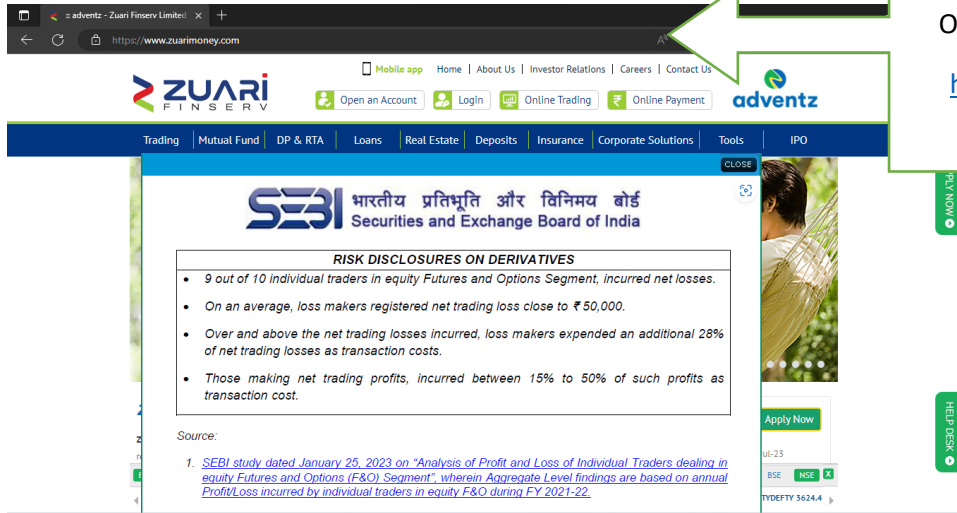 : adventz - Zuari Finserv Limited
https://www.zuarimoney.com
Mobile app Home | About Us | Investor Relations | Careers | Contact Us
ZUARI
FINSERV
Open an Account Login Online Trading Online Payment
adventz
Trading Mutual Fund DP & RTA Loans Real Estate Deposits Insurance Corporate Solutions Tools IPO
CLOSE
SEBI भारतीय प्रतिभूति और विनिमय बोर्ड
Securities and Exchange Board of India
RISK DISCLOSURES ON DERIVATIVES
• 9 out of 10 individual traders in equity Futures and Options Segment, incurred net losses.
• On an average, loss makers registered net trading loss close to ₹ 50,000.
• Over and above the net trading losses incurred, loss makers expended an additional 28%
of net trading losses as transaction costs.
• Those making net trading profits, incurred between 15% to 50% of such profits as
transaction cost.
Source:
1. SEBI study dated January 25, 2023 on “Analysis of Profit and Loss of Individual Traders dealing in
equity Futures and Options (F&O) Segment”, wherein Aggregate Level findings are based on annual
Profit/Loss incurred by individual traders in equity F&O during FY 2021-22.
NOW
HELP DESK
Apply Now
ul-23
BSE NSE X
TYDEFTY 3624.4